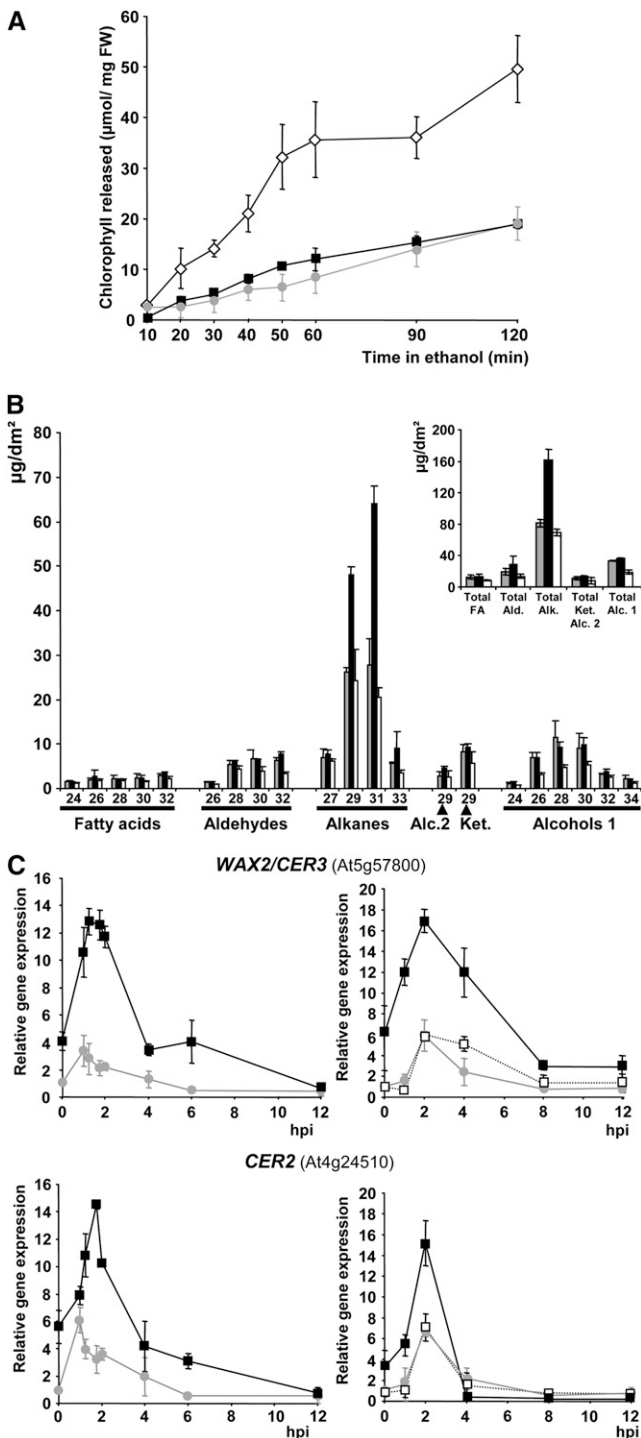 A
Chlorophyll released (µmol/ mg FW)
60
50
40
30
20
10
0
10 20 30 40 50 60 90 120
Time in ethanol (min)
B
µg/dm²
80
70
60
50
40
30
20
10
0
µg/dm²
200
160
120
80
40
0
Total FA
Total Ald.
Total Alk.
Total Ket. Alc. 2
Total Alc. 1
24 26 28 30 32 26 28 30 32 27 29 31 33 29 29 24 26 28 30 32 34
Fatty acids Aldehydes Alkanes Alc.2 Ket. Alcohols 1
C
WAX2/CER3 (At5g57800)
Relative gene expression
16
14
12
10
8
6
4
2
0
0 2 4 6 8 10 12
hpi
Relative gene expression
20
18
16
14
12
10
8
6
4
2
0
0 2 4 6 8 10 12
hpi
CER2 (At4g24510)
Relative gene expression
16
14
12
10
8
6
4
2
0
0 2 4 6 8 10 12
hpi
Relative gene expression
20
18
16
14
12
10
8
6
4
2
0
0 2 4 6 8 10 12
hpi